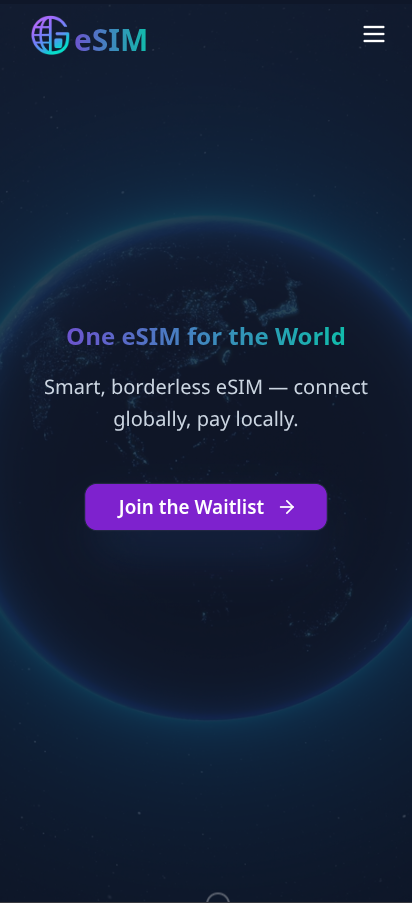 eSIM
One eSIM for the World
Smart, borderless eSIM — connect
globally, pay locally.
Join the Waitlist